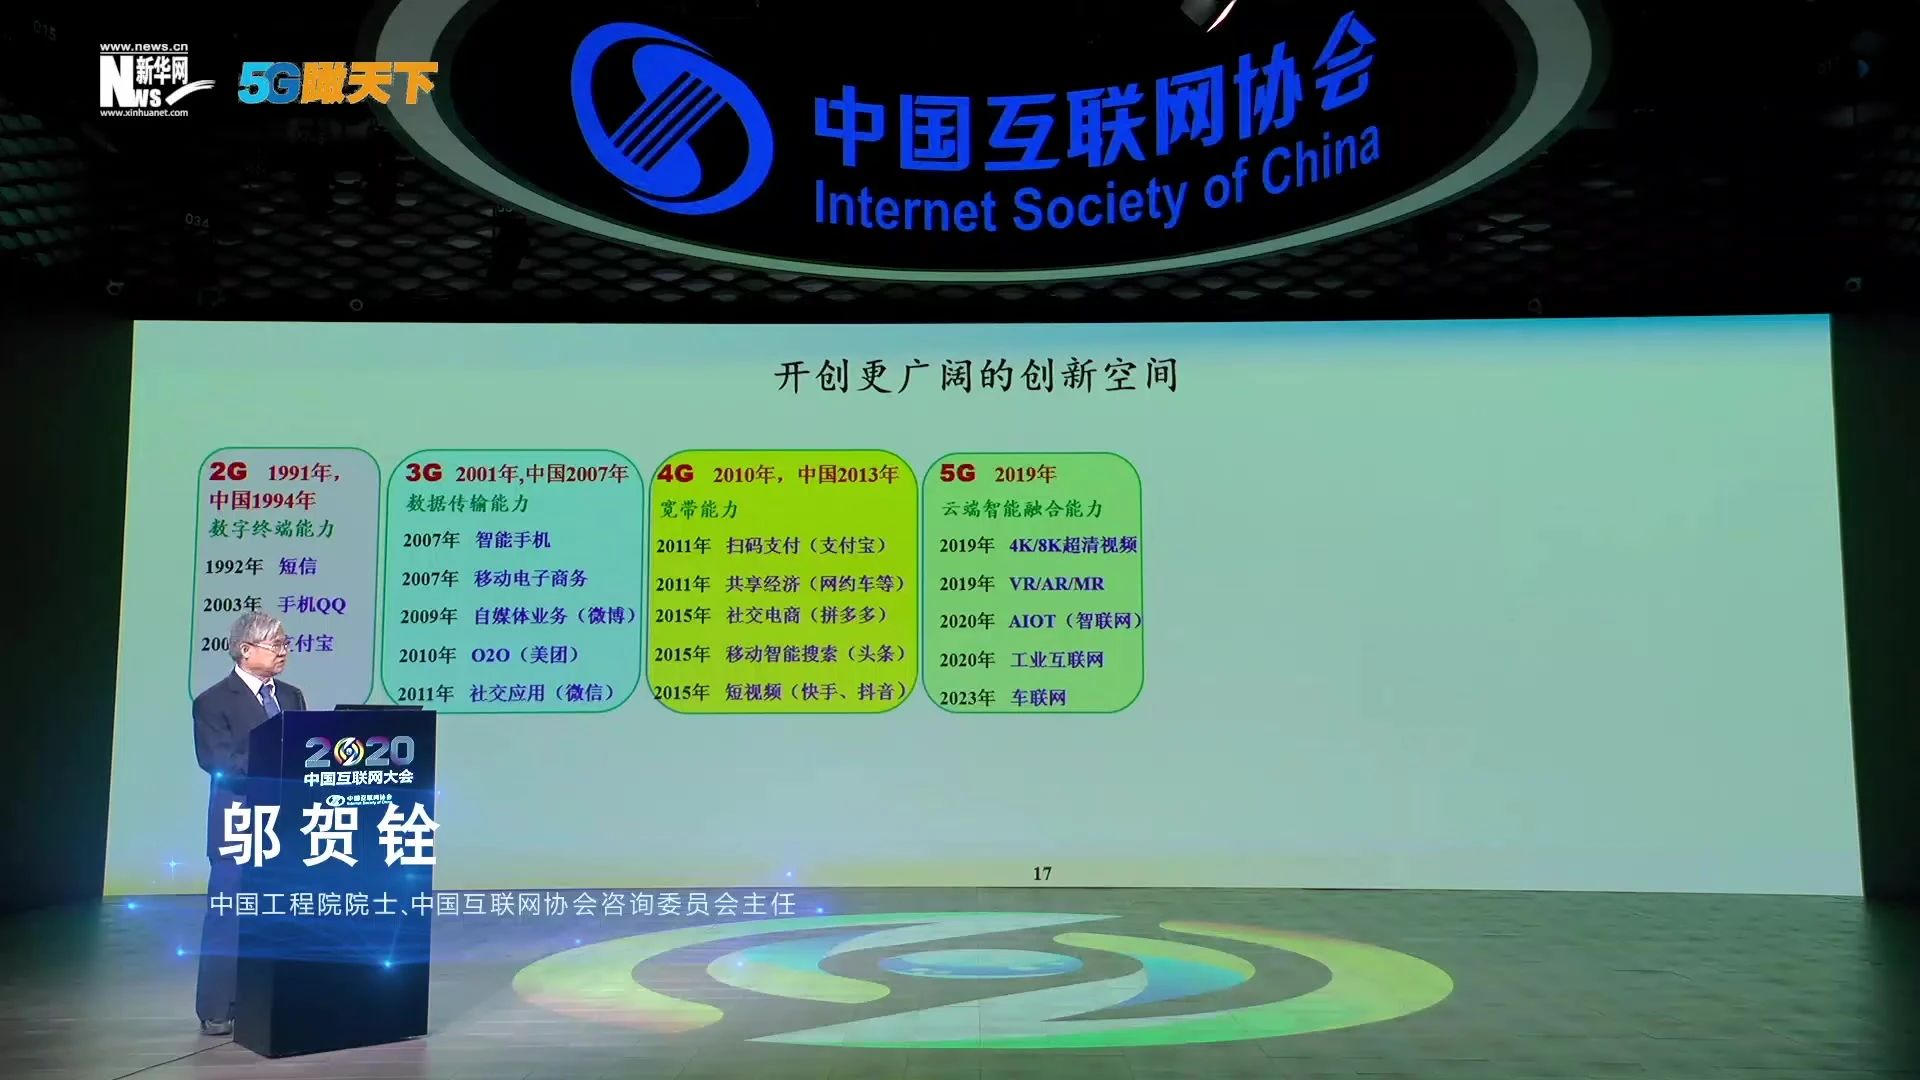 www.news.cn
新华网
News
www.xinhuanet.com
5G瞰天下
中国互联网协会
Internet Society of China
034
开创更广阔的创新空间
2G 1991年,
中国1994年
数字终端能力
1992年 短信
2003年 手机QQ
200 付宝
3G 2001年,中国2007年
数据传输能力
2007年 智能手机
2007年 移动电子商务
2009年 自媒体业务（微博）
2010年 O2O（美团）
2011年 社交应用（微信）
4G 2010年，中国2013年
宽带能力
2011年 扫码支付（支付宝）
2011年 共享经济（网约车等）
2015年 社交电商（拼多多）
2015年 移动智能搜索（头条）
2015年 短视频（快手、抖音）
5G 2019年
云端智能融合能力
2019年 4K/8K超清视频
2019年 VR/AR/MR
2020年 AIOT（智联网）
2020年 工业互联网
2023年 车联网
17
2020
中国互联网大会
中国互联网协会
Internet Society of China
邬贺铨
中国工程院院士、中国互联网协会咨询委员会主任